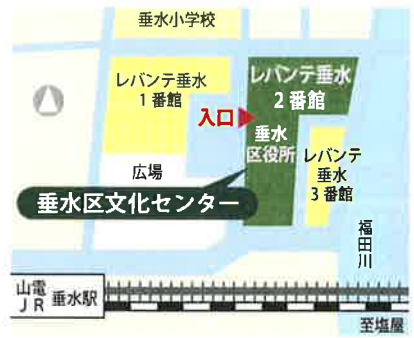 垂水小学校
レバンテ垂水
1番館
レバンテ垂水
2番館
入口
垂水
区役所
レバンテ
垂水
3番館
広場
垂水区文化センター
福田川
山電
JR
垂水駅
至塩屋